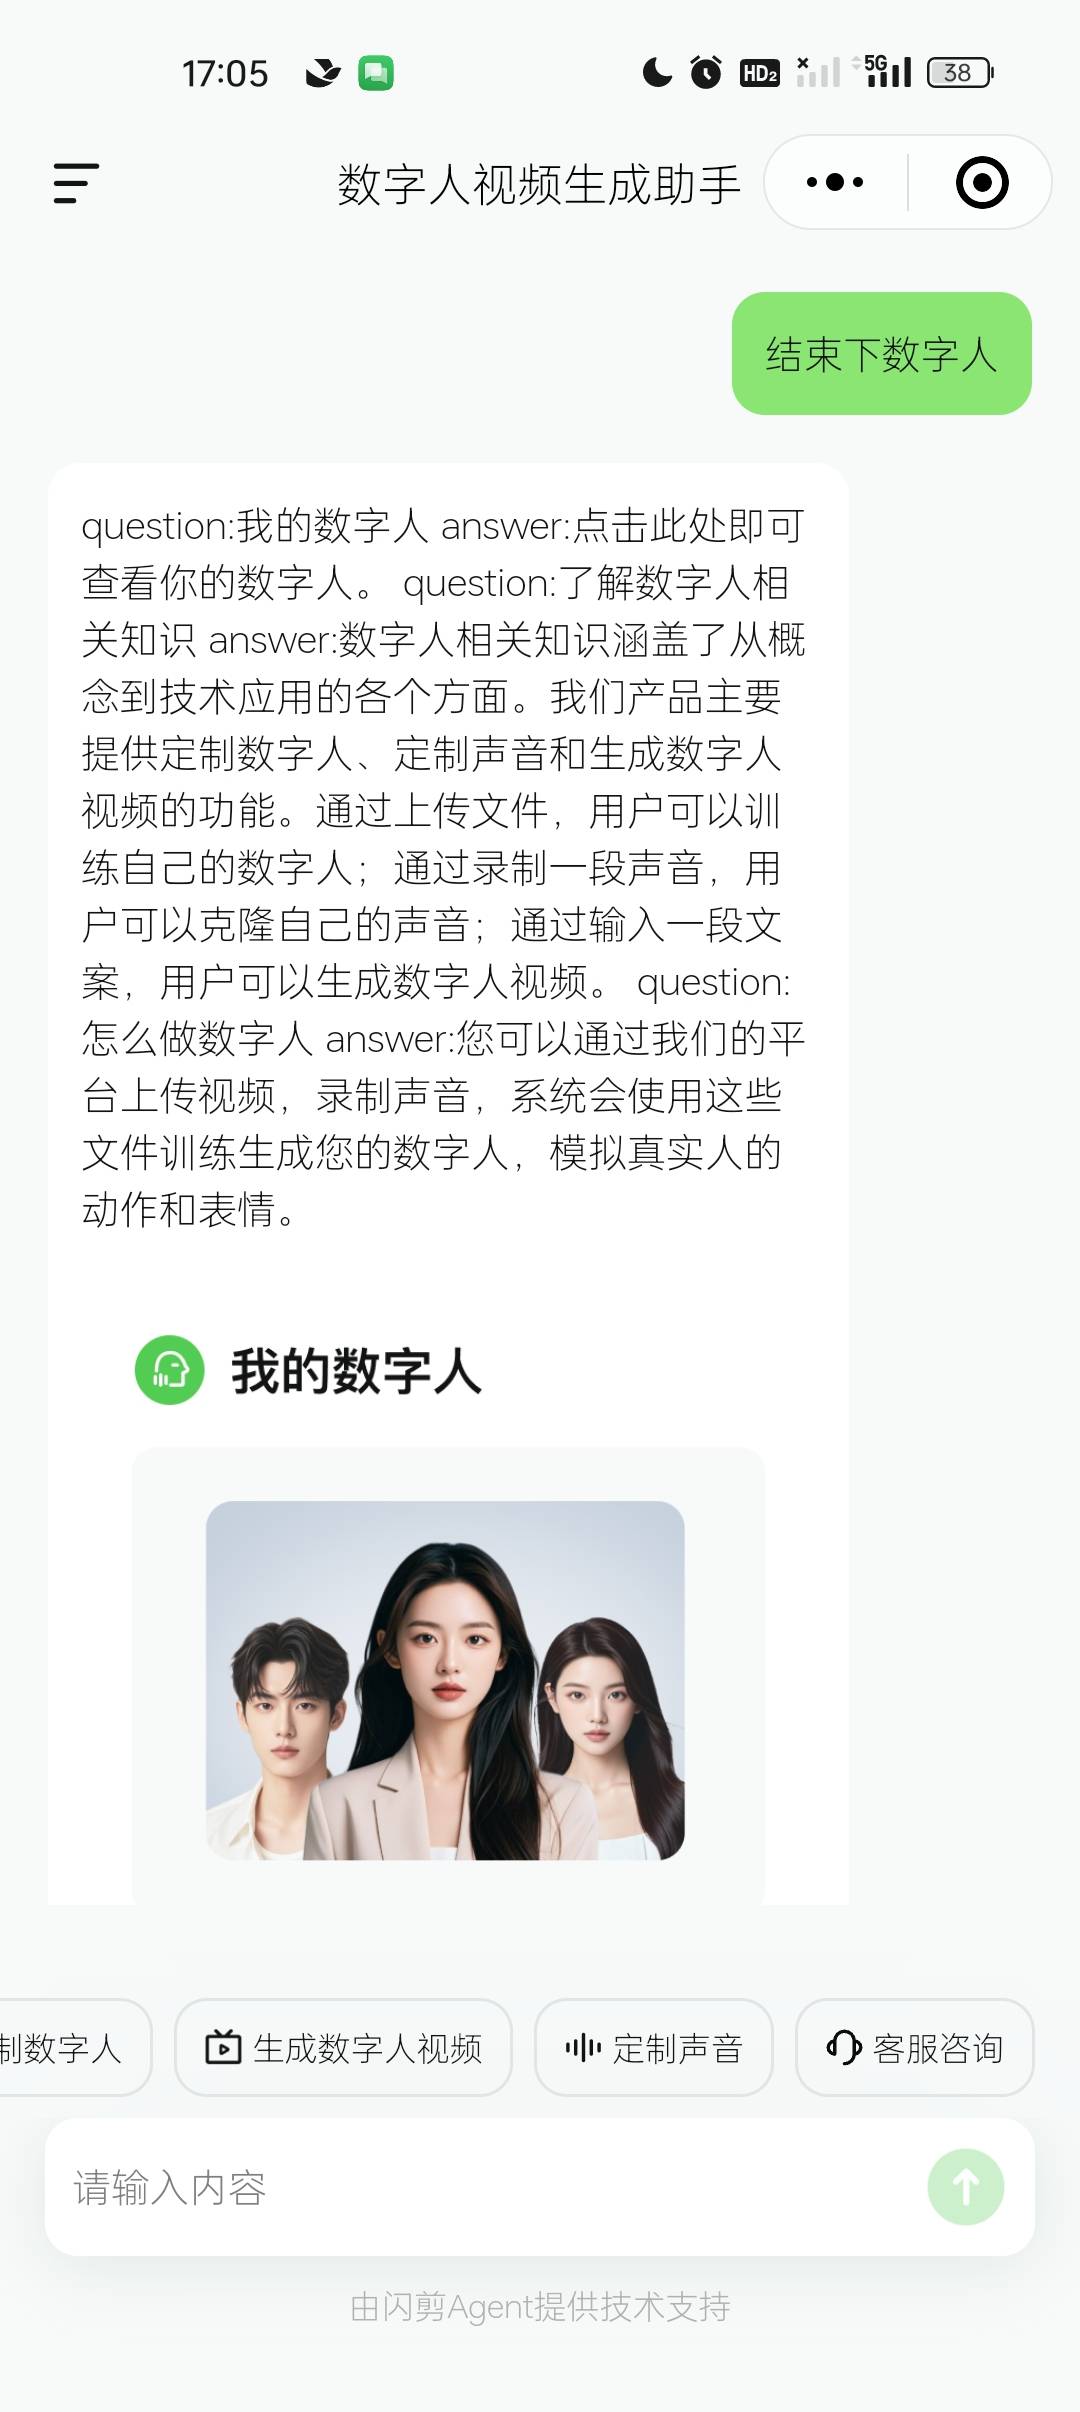 17:05
HD2
5G
38
数字人视频生成助手
结束下数字人
question:我的数字人 answer:点击此处即可
查看你的数字人。 question:了解数字人相
关知识 answer:数字人相关知识涵盖了从概
念到技术应用的各个方面。我们产品主要
提供定制数字人、定制声音和生成数字人
视频的功能。通过上传文件，用户可以训
练自己的数字人；通过录制一段声音，用
户可以克隆自己的声音；通过输入一段文
案，用户可以生成数字人视频。 question:
怎么做数字人 answer:您可以通过我们的平
台上传视频，录制声音，系统会使用这些
文件训练生成您的数字人，模拟真实人的
动作和表情。
我的数字人
制数字人
生成数字人视频
定制声音
客服咨询
请输入内容
由闪剪Agent提供技术支持